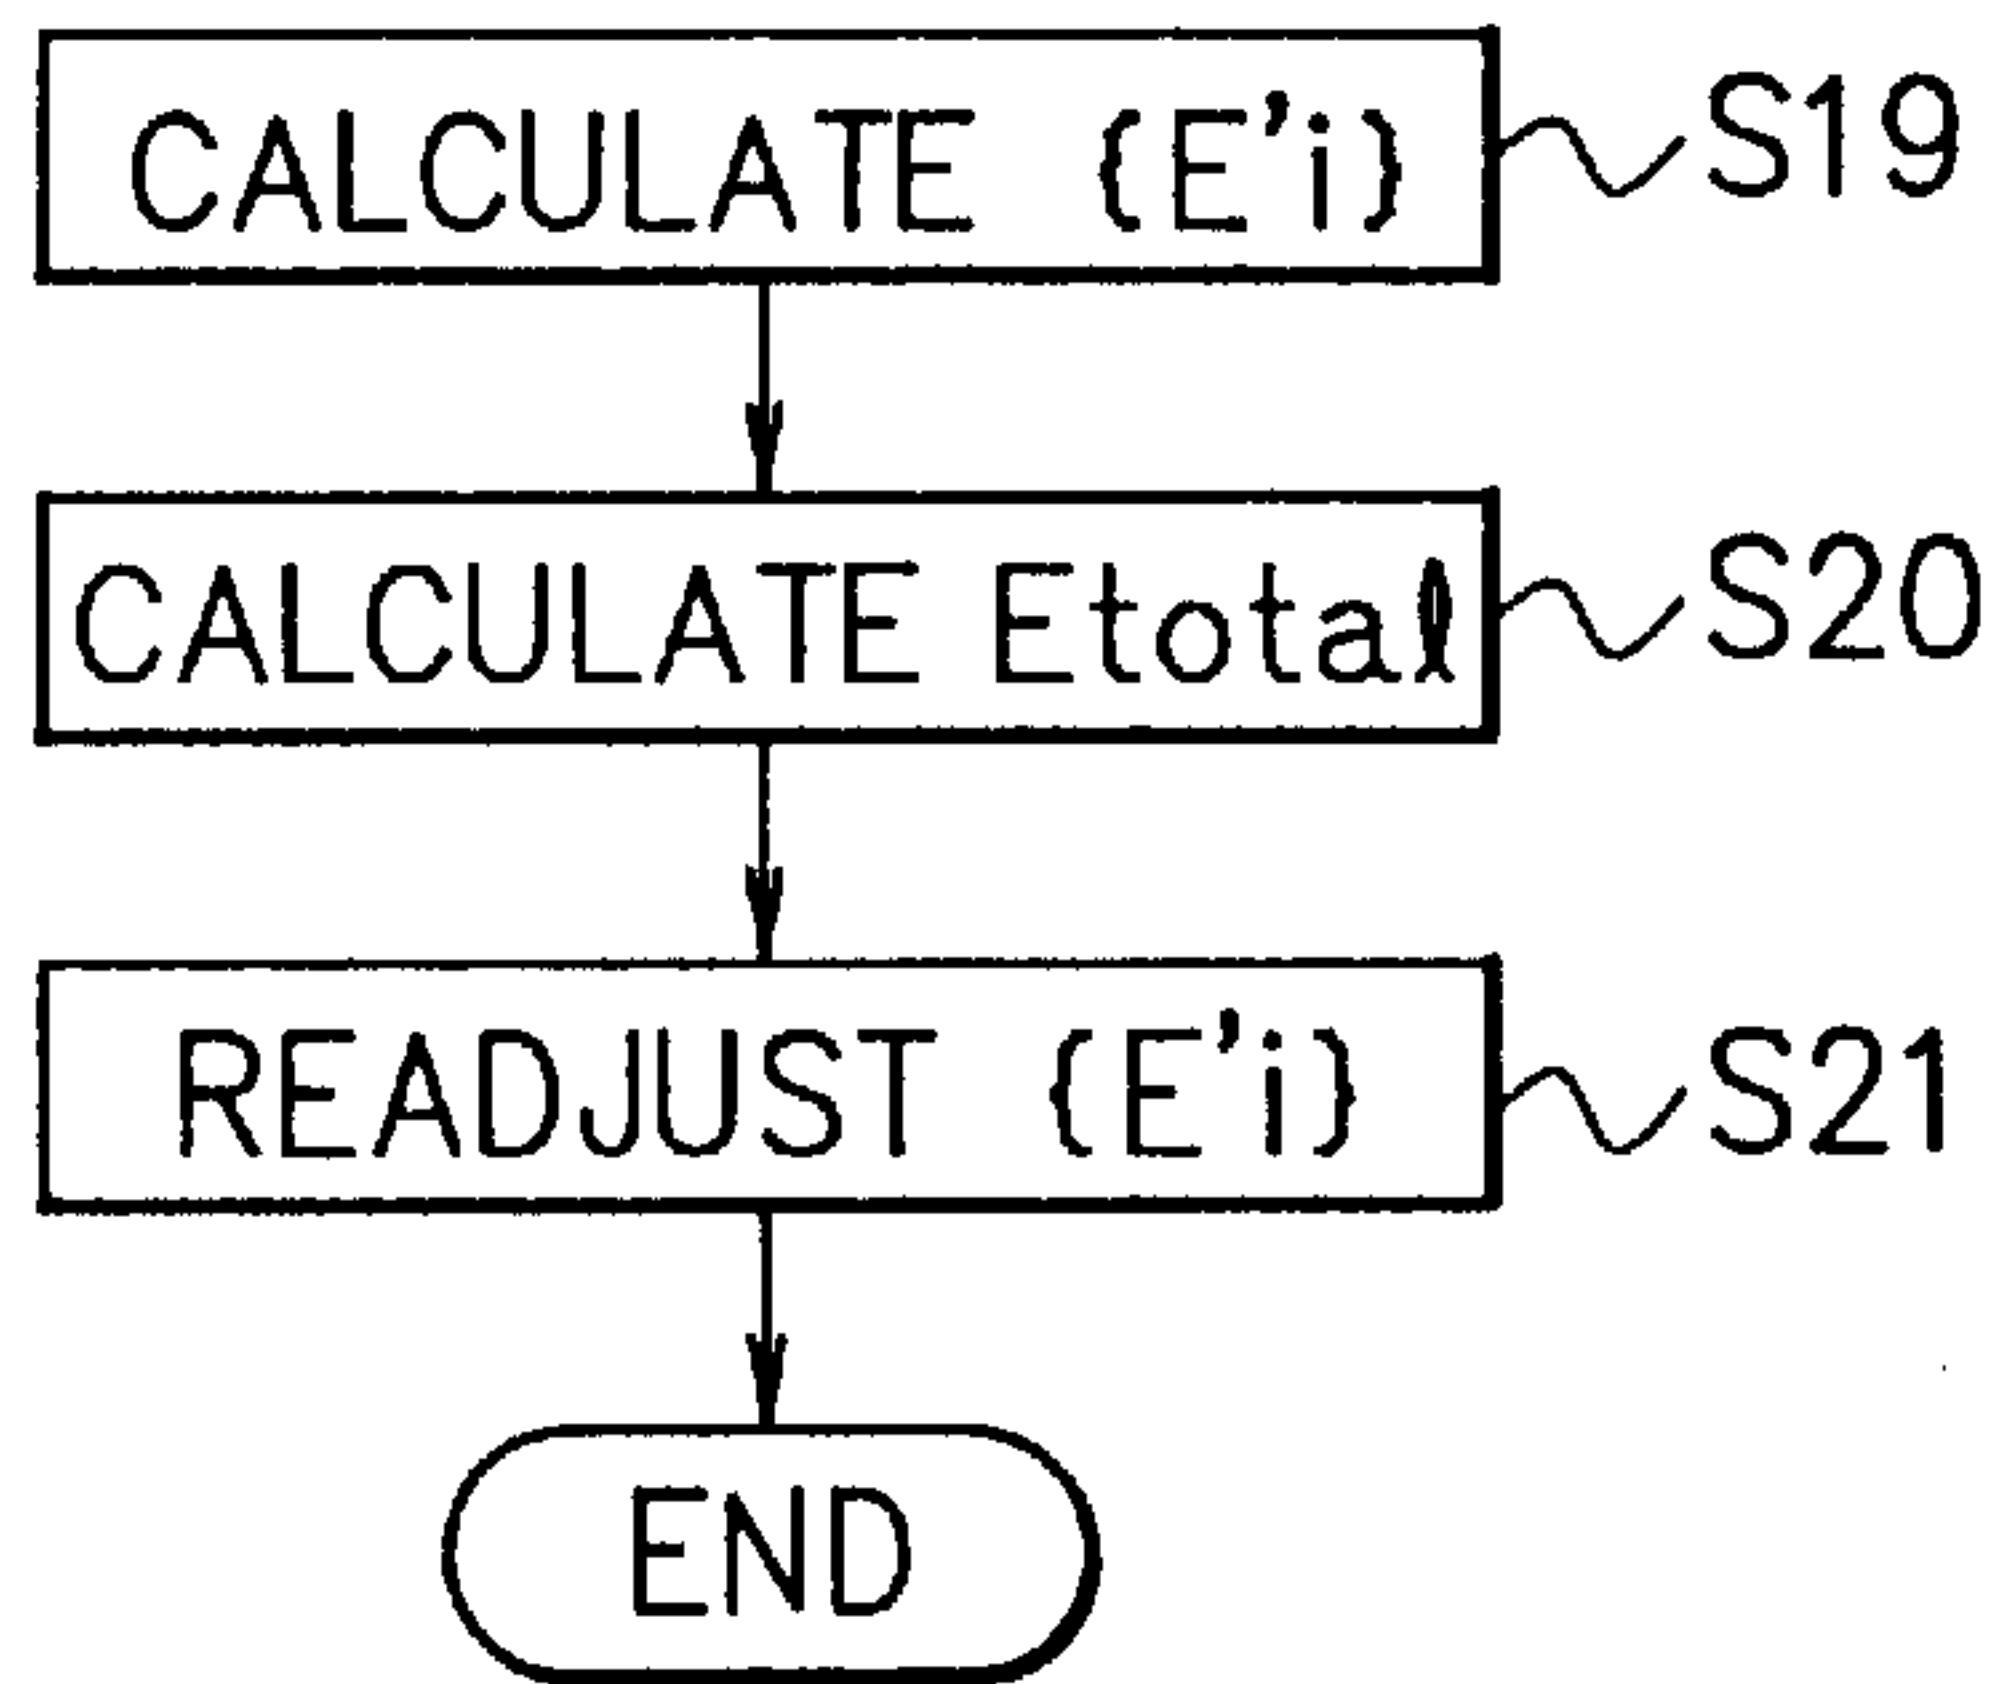 CALCULATE {E'i} S19
CALCULATE Etotal S20
READJUST {E'i} S21
END